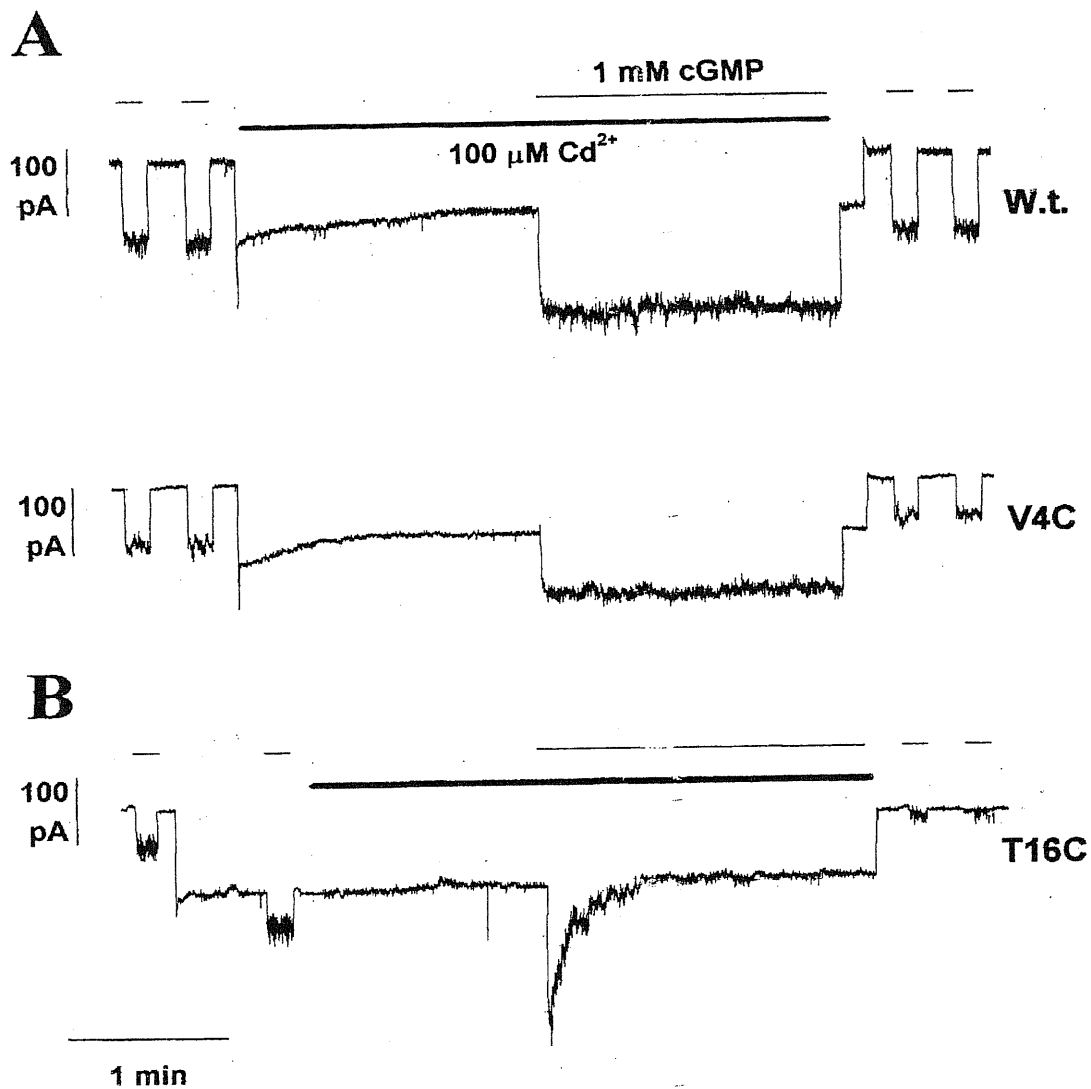 A
1 mM cGMP
100 μM Cd²⁺
100
pA
W.t.
100
pA
V4C
B
100
pA
T16C
1 min